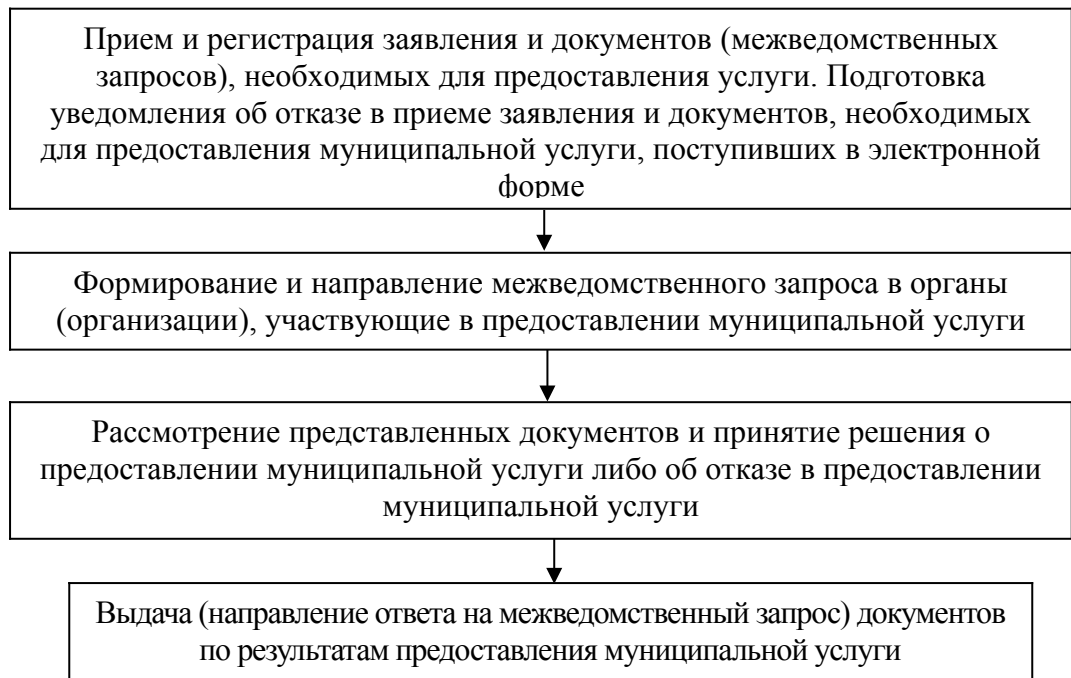 Прием и регистрация заявления и документов (межведомственных
запросов), необходимых для предоставления услуги. Подготовка
уведомления об отказе в приеме заявления и документов, необходимых
для предоставления муниципальной услуги, поступивших в электронной
форме
Формирование и направление межведомственного запроса в органы
(организации), участвующие в предоставлении муниципальной услуги
Рассмотрение представленных документов и принятие решения о
предоставлении муниципальной услуги либо об отказе в предоставлении
муниципальной услуги
Выдача (направление ответа на межведомственный запрос) документов
по результатам предоставления муниципальной услуги